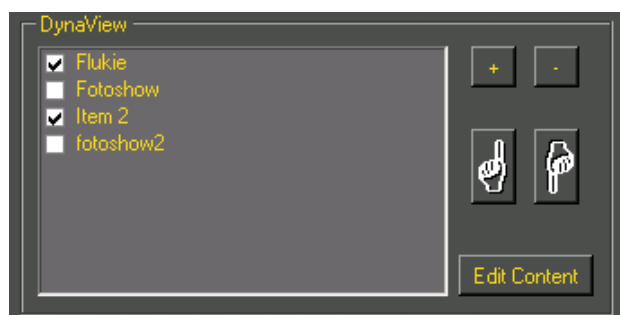 DynaView
Flukie
Fotoshow
Item 2
fotoshow2
+ -
Edit Content